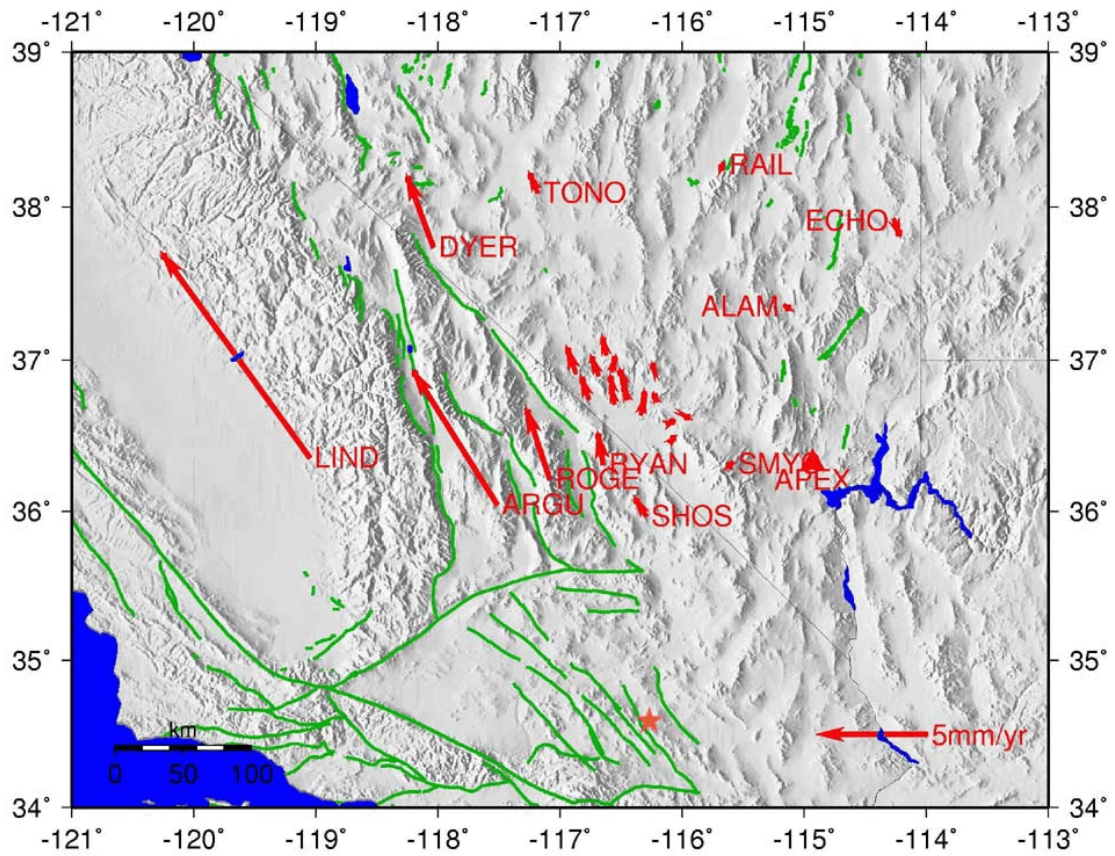 -121 -120 -119 -118 -117 -116 -115 -114 -113
39° 39°
RAIL
TONO
38° ECHO 38°
DYER
ALAM
37° 37°
LIND RYAN SMYC
ROGE APEX
ARGU SHOS
36° 36°
35° 35°
km 5mm/yr
0 50 100
34° 34°
-121 -120 -119 -118 -117 -116 -115 -114 -113